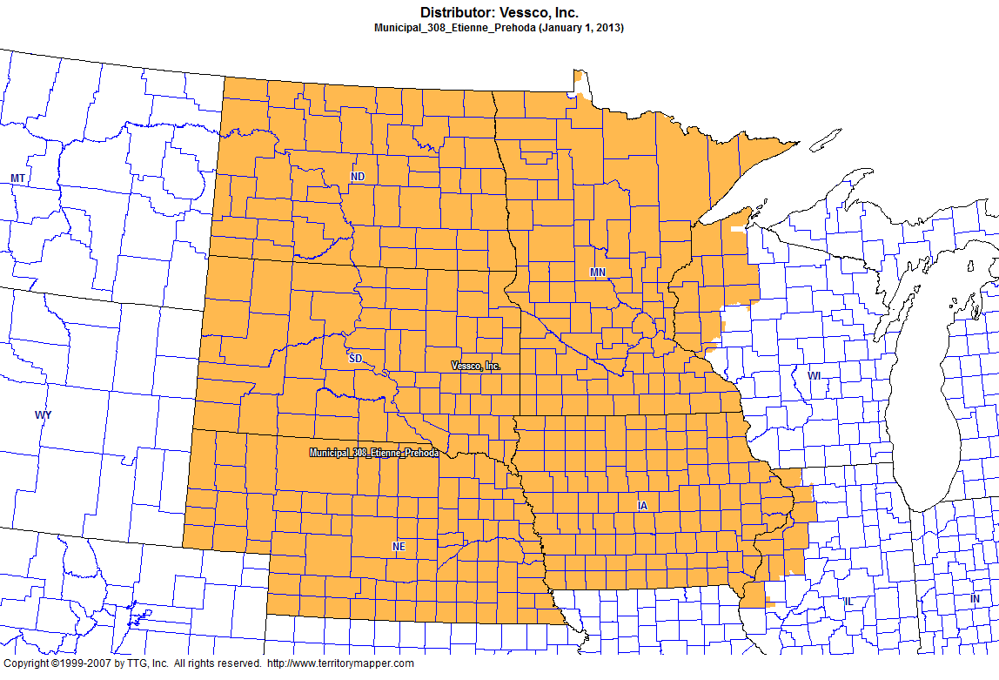 Distributor: Vessco, Inc.
Municipal_308_Etienne_Prehoda (January 1, 2013)
MT
ND
MN
SD
Vessco, Inc.
WI
WY
Municipal_308_Etienne_Prehoda
IA
NE
IL
IN
Copyright ©1999-2007 by TTG, Inc. All rights reserved. http://www.territorymapper.com